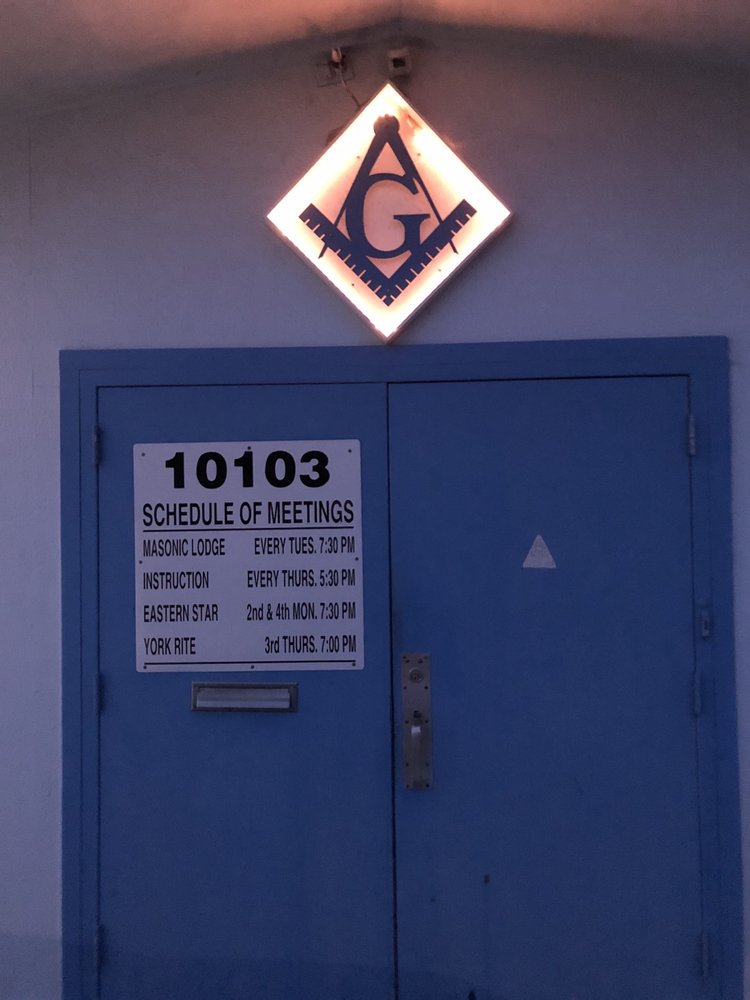 G
10103
SCHEDULE OF MEETINGS
MASONIC LODGE EVERY TUES. 7:30 PM
INSTRUCTION EVERY THURS. 5:30 PM
EASTERN STAR 2nd & 4th MON. 7:30 PM
YORK RITE 3rd THURS. 7:00 PM